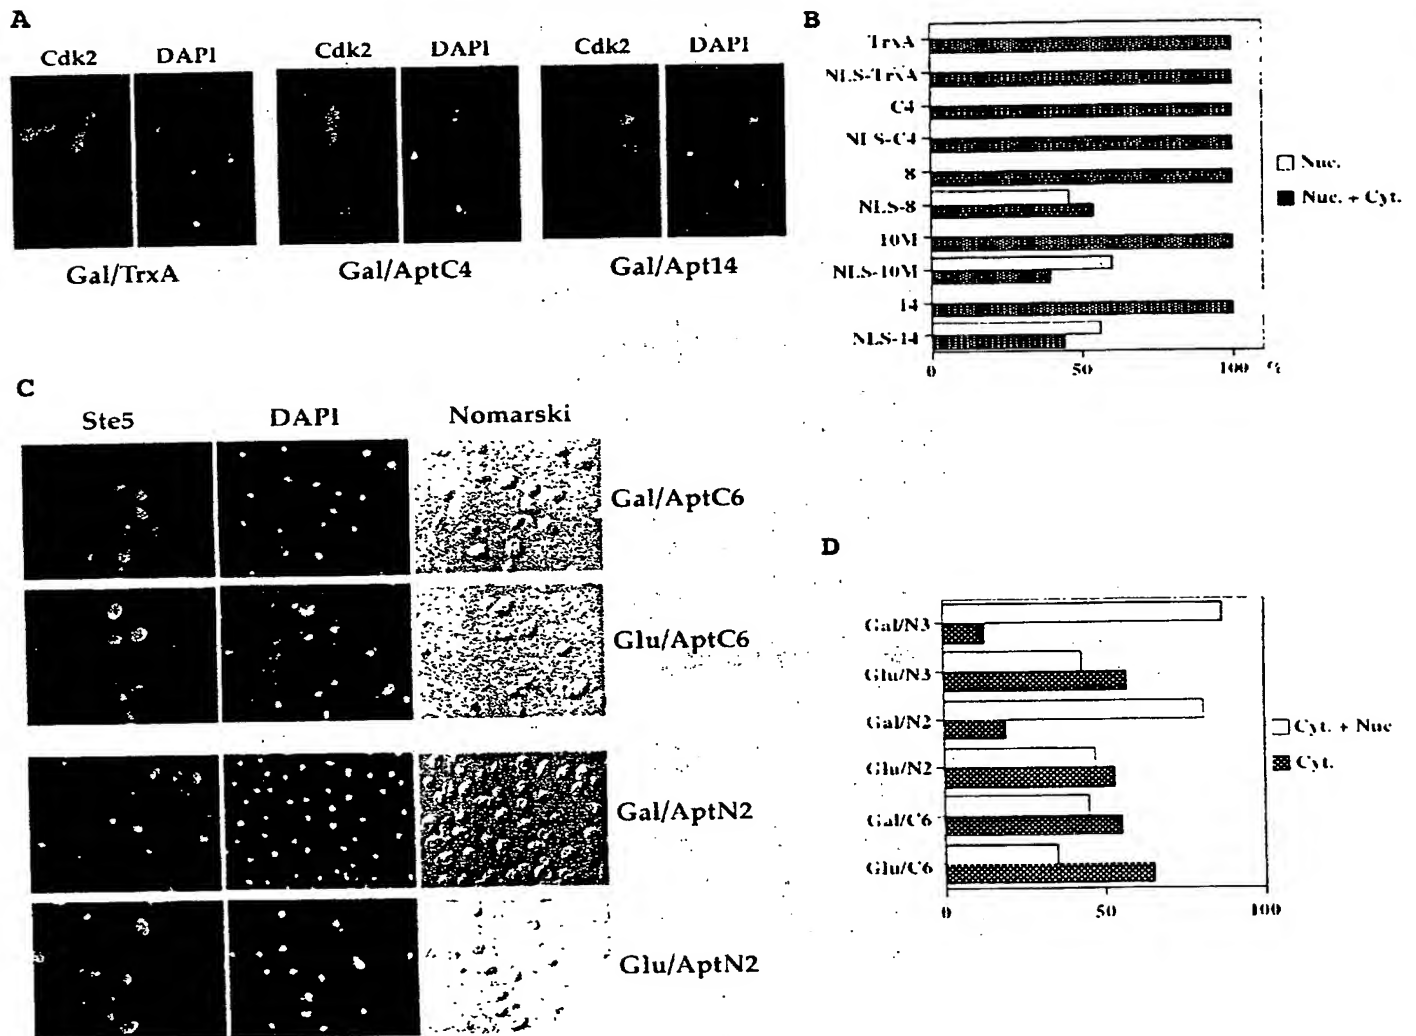 A
Cdk2 DAPI Cdk2 DAPI Cdk2 DAPI
Gal/TrxA Gal/AptC4 Gal/Apt14
B
TrxA
NLS-TrxA
C4
NLS-C4
8
NLS-8
10M
NLS-10M
14
NLS-14
0 50 100 %
Nuc.
Nuc. + Cyt.
C
Ste5 DAPI Nomarski
Gal/AptC6
Glu/AptC6
Gal/AptN2
Glu/AptN2
D
Gal/N3
Glu/N3
Gal/N2
Glu/N2
Gal/C6
Glu/C6
0 50 100
Cyt. + Nuc
Cyt.